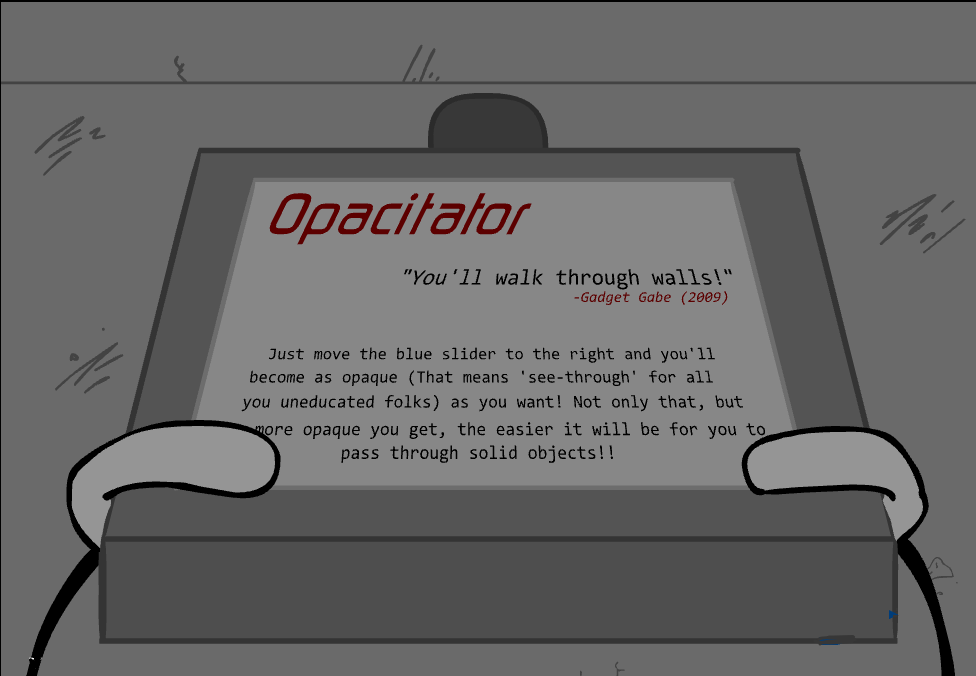 Opacitator
"You'll walk through walls!"
-Gadget Gabe (2009)
Just move the blue slider to the right and you'll
become as opaque (That means 'see-through' for all
you uneducated folks) as you want! Not only that, but
more opaque you get, the easier it will be for you to
pass through solid objects!!